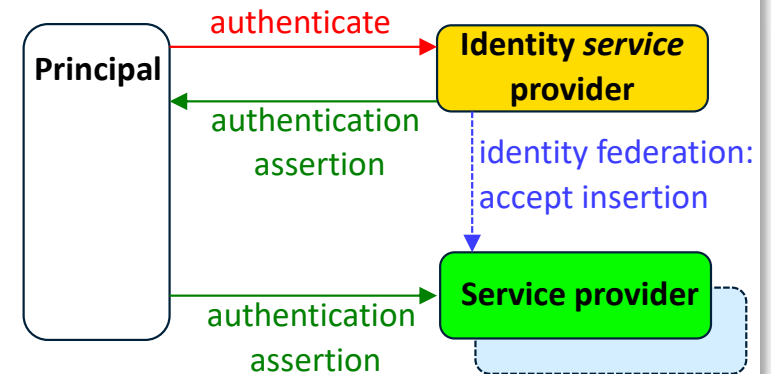 authenticate
Principal
Identity service
provider
authentication
assertion
identity federation:
accept insertion
Service provider
authentication
assertion